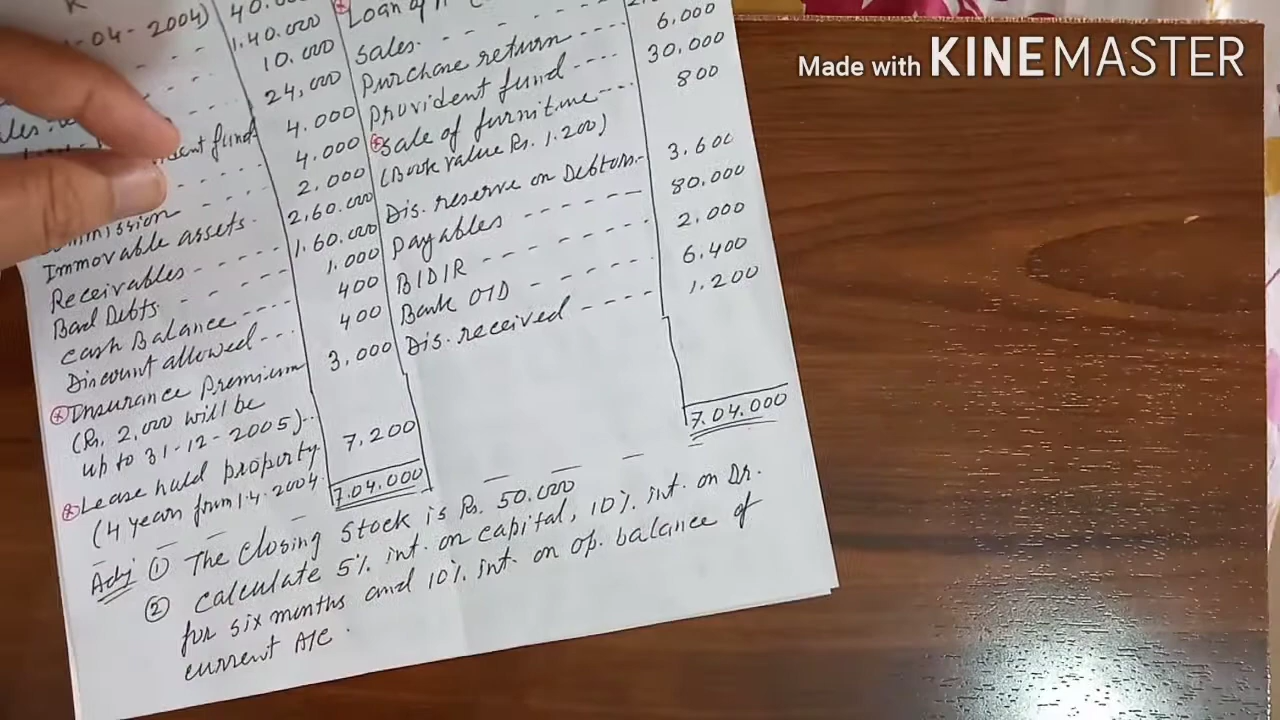 Made with KINEMASTER
-04-2004) 40.0
1.40.000 Loan of
10.000 Sales.
24,000 Purchase return 6,000
4.000 Provident fund 30.000
dent fund 4.000 Sale of furniture 800
2.000 (Book value Rs. 1.200)
mmission 2,60.000 Dis. reserve on Debtors 3.600
Immovable assets 1.60.000 Payables 80.000
Receivables 1.000 B/D/R 2.000
Bad Debts 400 Bank O/D 6.400
Cash Balance 400 Dis. received 1.200
Discount allowed 3,000
Insurance Premium
(Rs. 2,000 will be
up to 31-12-2005) 7,200
Lease hold property 7.04.000 7.04.000
(4 years from 1.4.2004
Adj ① The closing stock is Rs. 50.000
② Calculate 5% int. on capital, 10% int. on Dr.
for six months and 10% int. on op. balance of
current A/C.